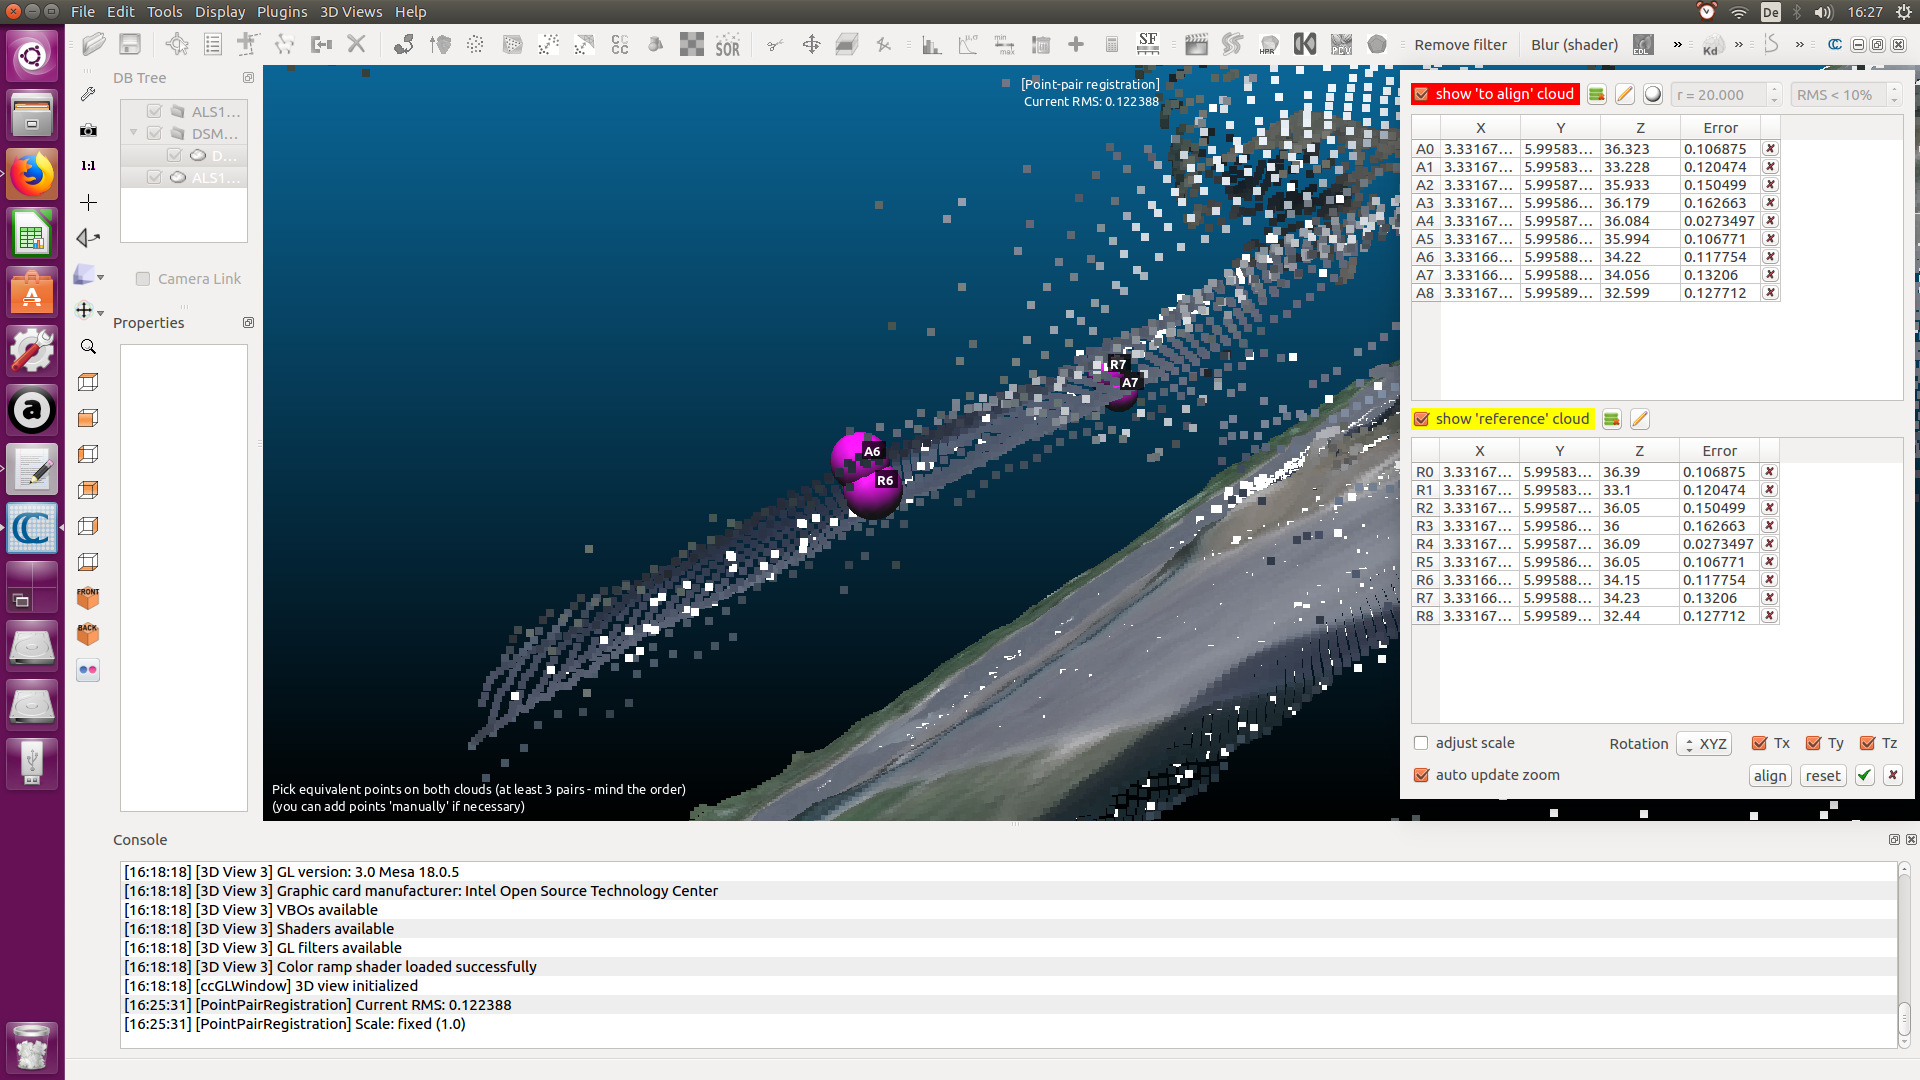 File Edit Tools Display Plugins 3D Views Help
De 16:27
SOR SF Remove filter Blur (shader) EDL » Kd » » CC
DB Tree
ALS1...
DSM...
D...
ALS1...
Camera Link
Properties
1:1
FRONT
BACK
[Point-pair registration]
Current RMS: 0.122388
R7
A7
A6
R6
Pick equivalent points on both clouds (at least 3 pairs - mind the order)
(you can add points 'manually' if necessary)
show 'to align' cloud r = 20.000 RMS < 10%
X Y Z Error
A0 3.33167... 5.99583... 36.323 0.106875
A1 3.33167... 5.99583... 33.228 0.120474
A2 3.33167... 5.99587... 35.933 0.150499
A3 3.33167... 5.99586... 36.179 0.162663
A4 3.33167... 5.99587... 36.084 0.0273497
A5 3.33167... 5.99586... 35.994 0.106771
A6 3.33166... 5.99588... 34.22 0.117754
A7 3.33166... 5.99588... 34.056 0.13206
A8 3.33167... 5.99589... 32.599 0.127712
show 'reference' cloud
X Y Z Error
R0 3.33167... 5.99583... 36.39 0.106875
R1 3.33167... 5.99583... 33.1 0.120474
R2 3.33167... 5.99587... 36.05 0.150499
R3 3.33167... 5.99586... 36 0.162663
R4 3.33167... 5.99587... 36.09 0.0273497
R5 3.33167... 5.99586... 36.05 0.106771
R6 3.33166... 5.99588... 34.15 0.117754
R7 3.33166... 5.99588... 34.23 0.13206
R8 3.33167... 5.99589... 32.44 0.127712
adjust scale Rotation XYZ Tx Ty Tz
auto update zoom align reset
Console
[16:18:18] [3D View 3] GL version: 3.0 Mesa 18.0.5
[16:18:18] [3D View 3] Graphic card manufacturer: Intel Open Source Technology Center
[16:18:18] [3D View 3] VBOs available
[16:18:18] [3D View 3] Shaders available
[16:18:18] [3D View 3] GL filters available
[16:18:18] [3D View 3] Color ramp shader loaded successfully
[16:18:18] [ccGLWindow] 3D view initialized
[16:25:31] [PointPairRegistration] Current RMS: 0.122388
[16:25:31] [PointPairRegistration] Scale: fixed (1.0)